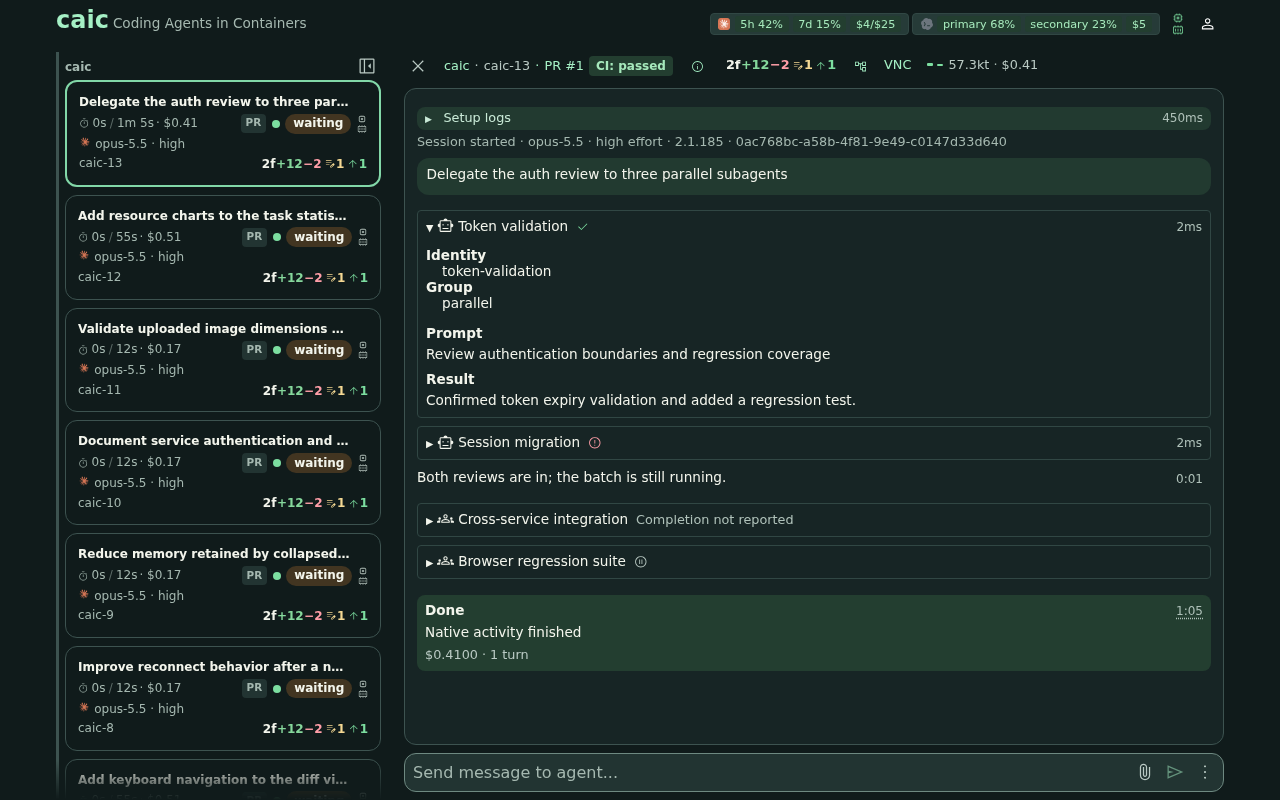 caic Coding Agents in Containers
5h 42% 7d 15% $4/$25
primary 68% secondary 23% $5
caic
Delegate the auth review to three par…
0s / 1m 5s · $0.41 PR waiting
opus-5.5 · high
caic-13 2f+12−2 1 ↑1
Add resource charts to the task statis…
0s / 55s · $0.51 PR waiting
opus-5.5 · high
caic-12 2f+12−2 1 ↑1
Validate uploaded image dimensions …
0s / 12s · $0.17 PR waiting
opus-5.5 · high
caic-11 2f+12−2 1 ↑1
Document service authentication and …
0s / 12s · $0.17 PR waiting
opus-5.5 · high
caic-10 2f+12−2 1 ↑1
Reduce memory retained by collapsed…
0s / 12s · $0.17 PR waiting
opus-5.5 · high
caic-9 2f+12−2 1 ↑1
Improve reconnect behavior after a n…
0s / 12s · $0.17 PR waiting
opus-5.5 · high
caic-8 2f+12−2 1 ↑1
Add keyboard navigation to the diff vi…
caic · caic-13 · PR #1 CI: passed 2f+12−2 1 ↑1 VNC 57.3kt · $0.41
Setup logs 450ms
Session started · opus-5.5 · high effort · 2.1.185 · 0ac768bc-a58b-4f81-9e49-c0147d33d640
Delegate the auth review to three parallel subagents
Token validation ✓ 2ms
Identity
token-validation
Group
parallel
Prompt
Review authentication boundaries and regression coverage
Result
Confirmed token expiry validation and added a regression test.
Session migration 2ms
Both reviews are in; the batch is still running. 0:01
Cross-service integration Completion not reported
Browser regression suite
Done 1:05
Native activity finished
$0.4100 · 1 turn
Send message to agent…